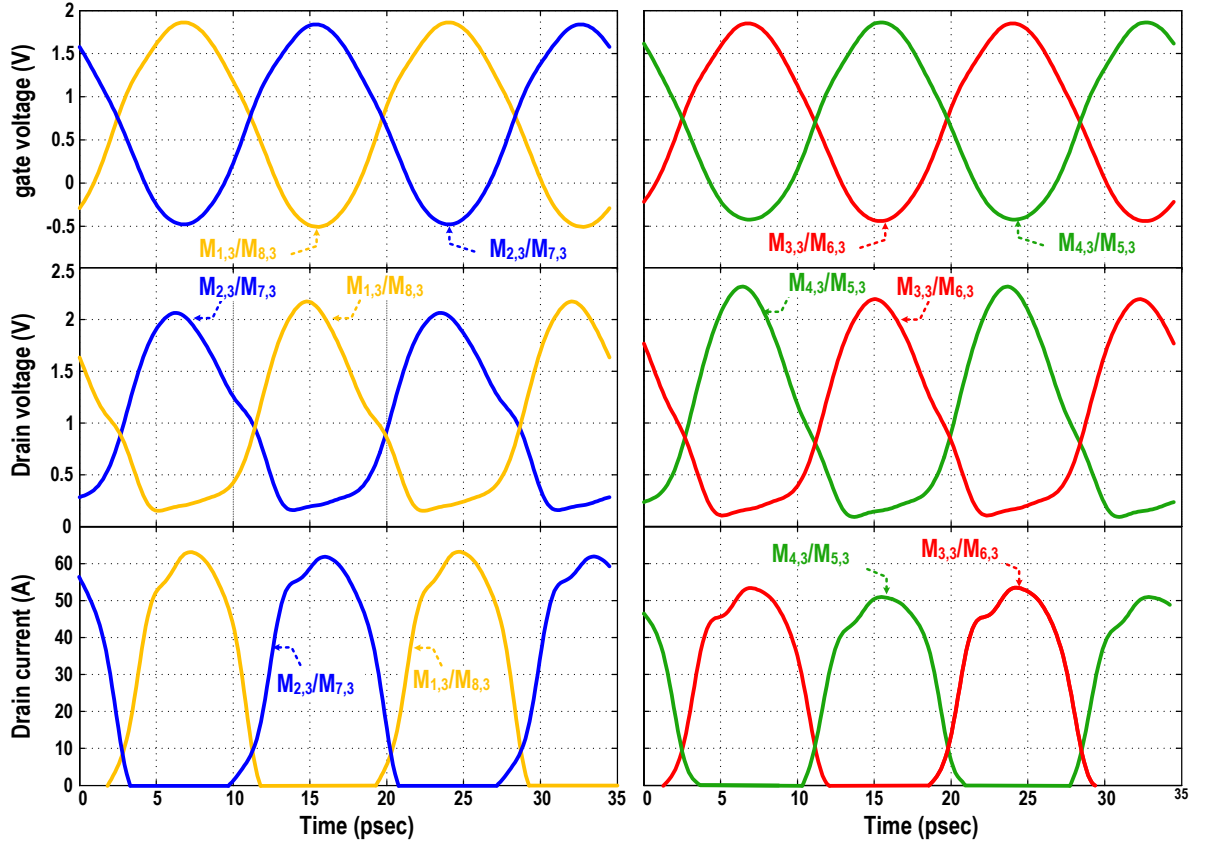 gate voltage (V)
2
1.5
1
0.5
0
-0.5
M1,3/M8,3
M2,3/M7,3
M3,3/M6,3
M4,3/M5,3
Drain voltage (V)
2.5
2
1.5
1
0.5
0
M2,3/M7,3
M1,3/M8,3
M4,3/M5,3
M3,3/M6,3
Drain current (A)
60
50
40
30
20
10
0
M2,3/M7,3
M1,3/M8,3
M4,3/M5,3
M3,3/M6,3
0 5 10 15 20 25 30 35
Time (psec)
0 5 10 15 20 25 30 35
Time (psec)